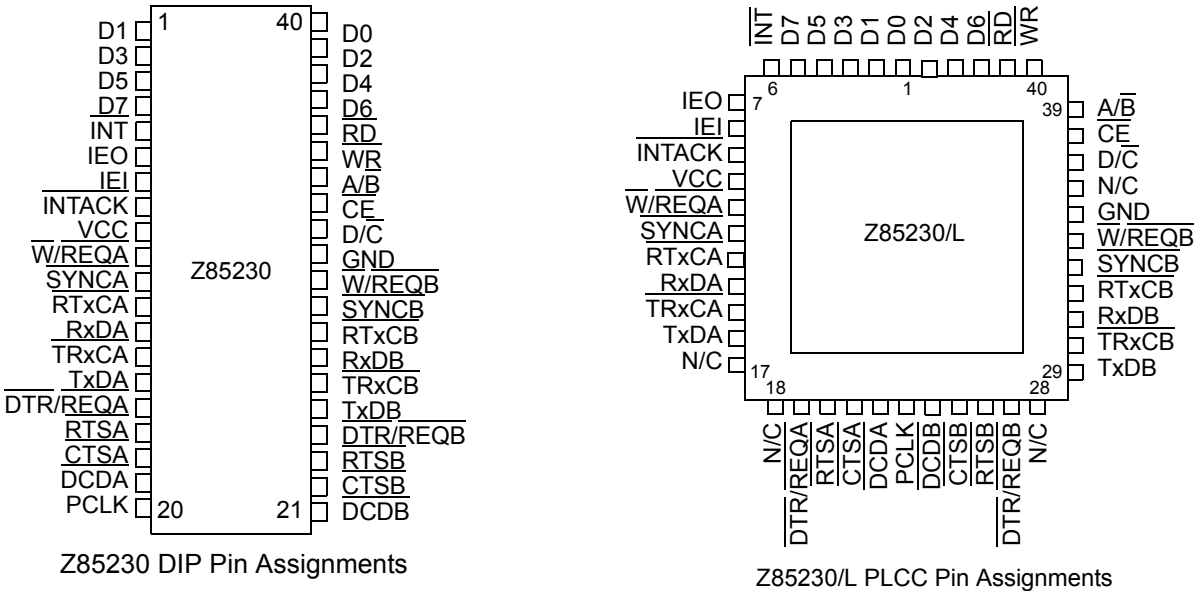 1
40
D1
D3
D5
D7
INT
IEO
IEI
INTACK
VCC
W/REQA
SYNCA
RTxCA
RxDA
TRxCA
TxDA
DTR/REQA
RTSA
CTSA
DCDA
PCLK
Z85230
D0
D2
D4
D6
RD
WR
A/B
CE
D/C
GND
W/REQB
SYNCB
RTxCB
RxDB
TRxCB
TxDB
DTR/REQB
RTSB
CTSB
DCDB
20
21
Z85230 DIP Pin Assignments
INT
D7
D5
D3
D1
D0
D2
D4
D6
RD
WR
6
1
40
7
39
IEO
IEI
INTACK
VCC
W/REQA
SYNCA
RTxCA
RxDA
TRxCA
TxDA
N/C
Z85230/L
A/B
CE
D/C
N/C
GND
W/REQB
SYNCB
RTxCB
RxDB
TRxCB
TxDB
17
29
18
28
N/C
DTR/REQA
RTSA
CTSA
DCDA
PCLK
DCDB
CTSB
RTSB
DTR/REQB
N/C
Z85230/L PLCC Pin Assignments